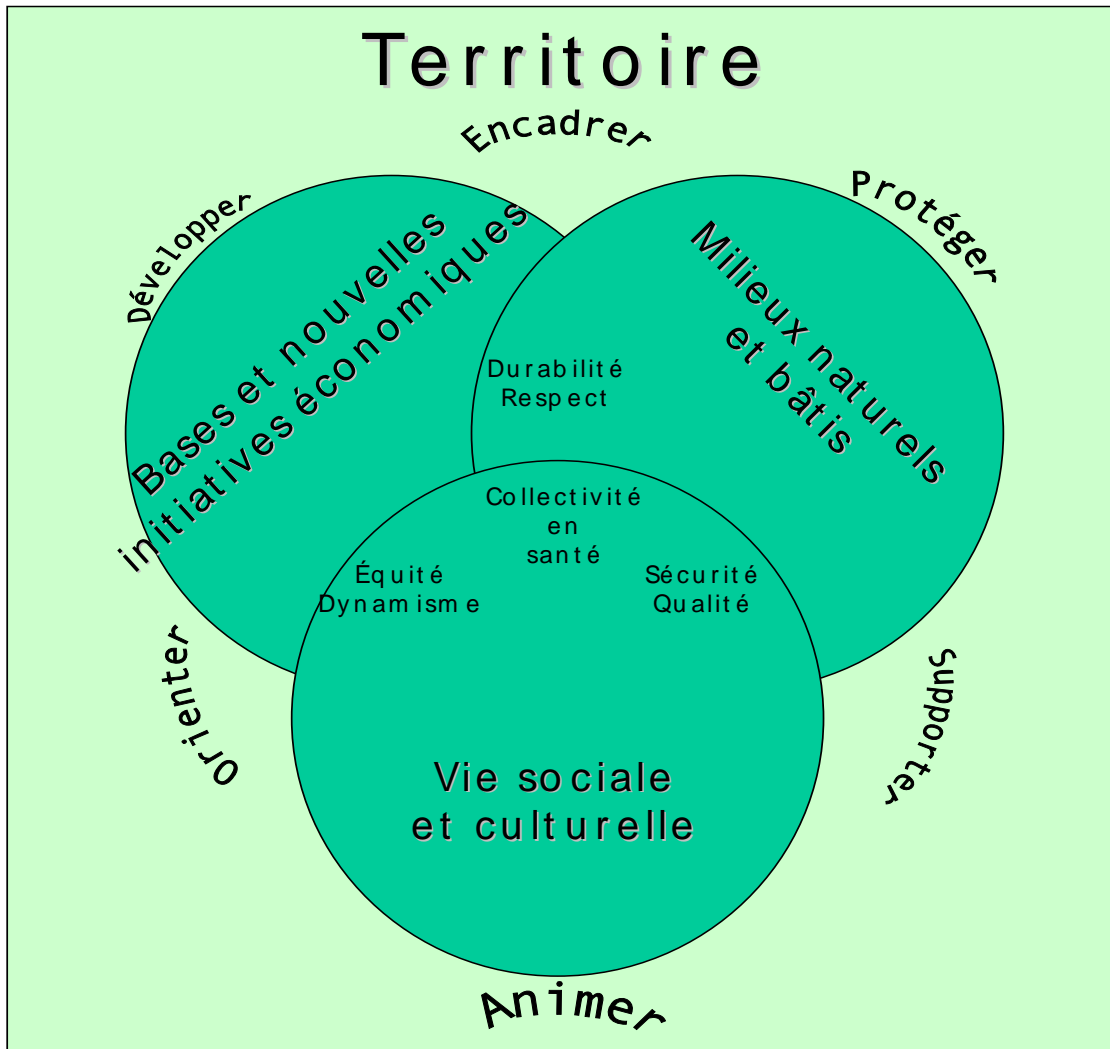 Territoire
Encadrer
Développer
Protéger
Bases et nouvelles
initiatives économiques
Milieux naturels
et bâtis
Durabilité
Respect
Collectivité
en
santé
Équité
Dynamisme
Sécurité
Qualité
Orienter
Supporter
Vie sociale
et culturelle
Animer